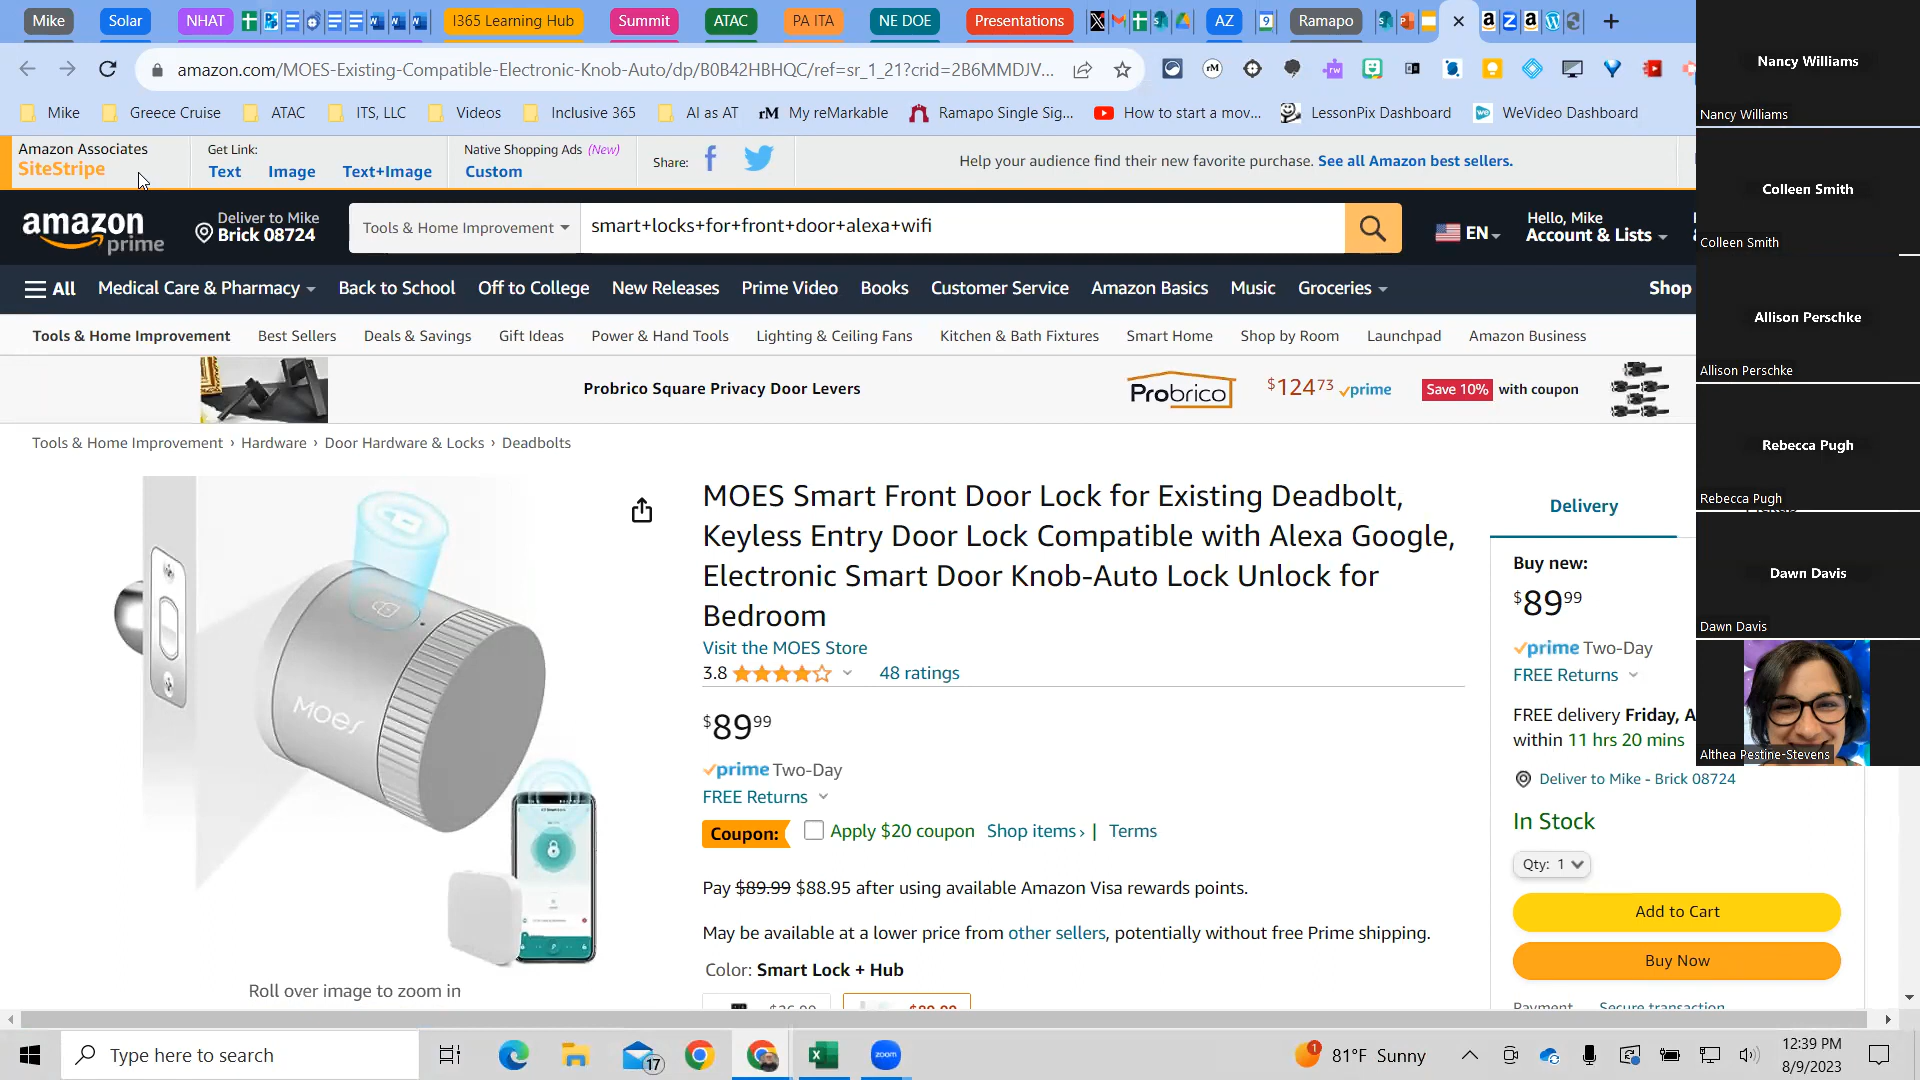 Mike
Solar
NHAT
I365 Learning Hub
Summit
ATAC
PA ITA
NE DOE
Presentations
AZ
Ramapo
amazon.com/MOES-Existing-Compatible-Electronic-Knob-Auto/dp/B0B42HBHQC/ref=sr_1_21?crid=2B6MMDJV...
Mike
Greece Cruise
ATAC
ITS, LLC
Videos
Inclusive 365
AI as AT
rM My reMarkable
Ramapo Single Sig...
How to start a mov...
LessonPix Dashboard
WeVideo Dashboard
Amazon Associates
SiteStripe
Get Link:
Text Image Text+Image
Native Shopping Ads (New)
Custom
Share:
Help your audience find their new favorite purchase. See all Amazon best sellers.
amazon prime
Deliver to Mike
Brick 08724
Tools & Home Improvement
smart+locks+for+front+door+alexa+wifi
EN
Hello, Mike
Account & Lists
All
Medical Care & Pharmacy
Back to School
Off to College
New Releases
Prime Video
Books
Customer Service
Amazon Basics
Music
Groceries
Shop
Tools & Home Improvement
Best Sellers
Deals & Savings
Gift Ideas
Power & Hand Tools
Lighting & Ceiling Fans
Kitchen & Bath Fixtures
Smart Home
Shop by Room
Launchpad
Amazon Business
Probrico Square Privacy Door Levers
Probrico
$12473 prime
Save 10% with coupon
Tools & Home Improvement › Hardware › Door Hardware & Locks › Deadbolts
MOES
Roll over image to zoom in
MOES Smart Front Door Lock for Existing Deadbolt,
Keyless Entry Door Lock Compatible with Alexa Google,
Electronic Smart Door Knob-Auto Lock Unlock for
Bedroom
Visit the MOES Store
3.8 48 ratings
$8999
prime Two-Day
FREE Returns
Coupon: Apply $20 coupon Shop items › | Terms
Pay $89.99 $88.95 after using available Amazon Visa rewards points.
May be available at a lower price from other sellers, potentially without free Prime shipping.
Color: Smart Lock + Hub
Delivery
Buy new:
$8999
prime Two-Day
FREE Returns
FREE delivery Friday, A
within 11 hrs 20 mins
Deliver to Mike - Brick 08724
In Stock
Qty: 1
Add to Cart
Buy Now
Payment Secure transaction
Nancy Williams
Nancy Williams
Colleen Smith
Colleen Smith
Allison Perschke
Allison Perschke
Rebecca Pugh
Rebecca Pugh
Dawn Davis
Dawn Davis
Althea Pestine-Stevens
Type here to search
17
zoom
1
81°F Sunny
12:39 PM
8/9/2023